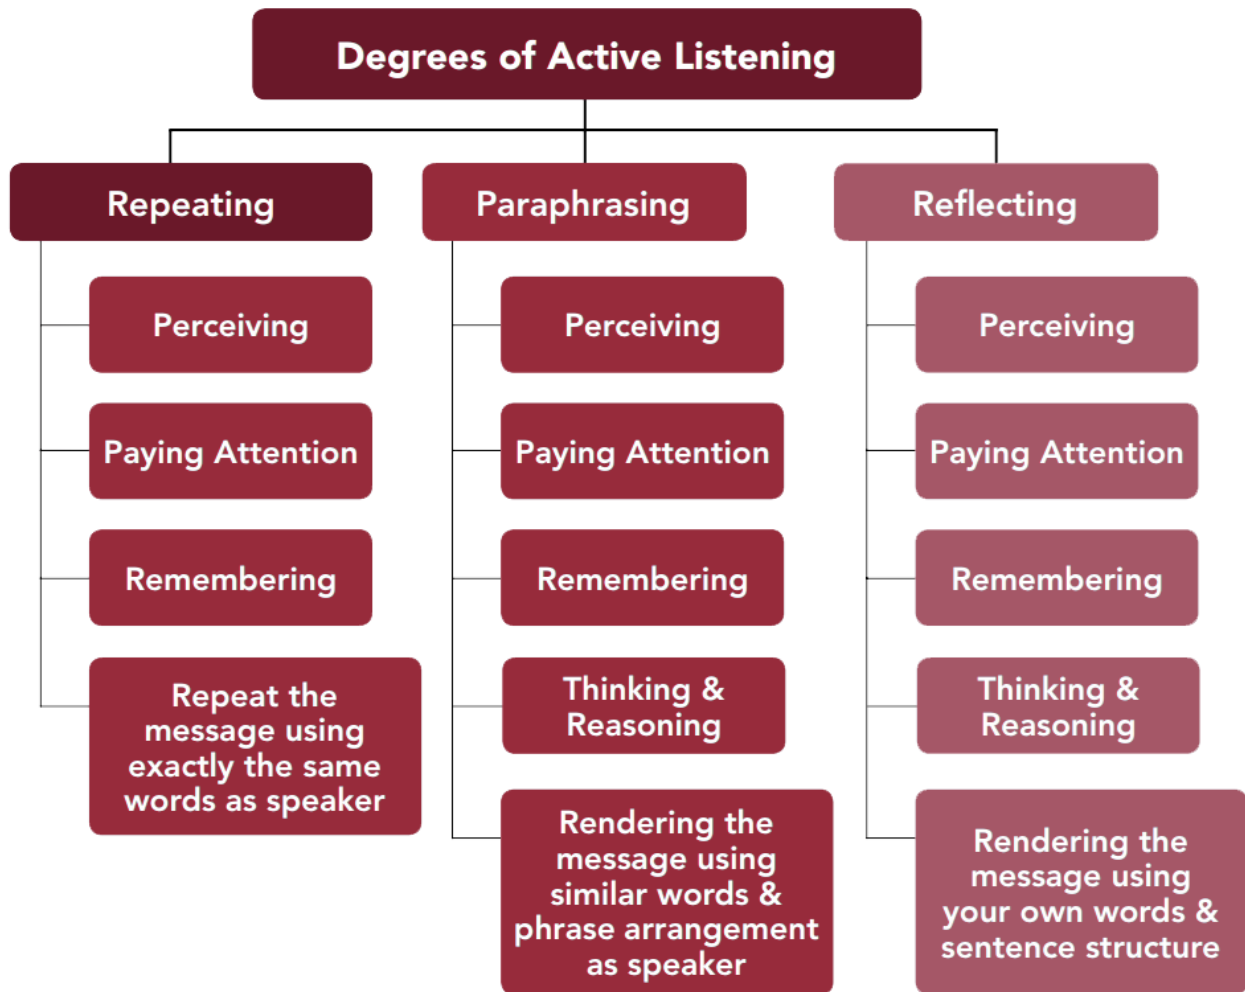 Degrees of Active Listening
Repeating
Perceiving
Paying Attention
Remembering
Repeat the
message using
exactly the same
words as speaker
Paraphrasing
Perceiving
Paying Attention
Remembering
Thinking &
Reasoning
Rendering the
message using
similar words &
phrase arrangement
as speaker
Reflecting
Perceiving
Paying Attention
Remembering
Thinking &
Reasoning
Rendering the
message using
your own words &
sentence structure